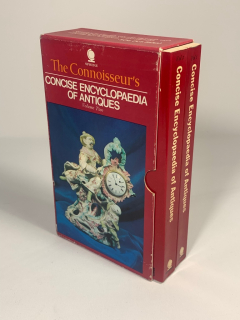 The Connoisseur's
CONCISE ENCYCLOPAEDIA
OF ANTIQUES
Concise Encyclopaedia of Antiques
Concise Encyclopaedia of Antiques